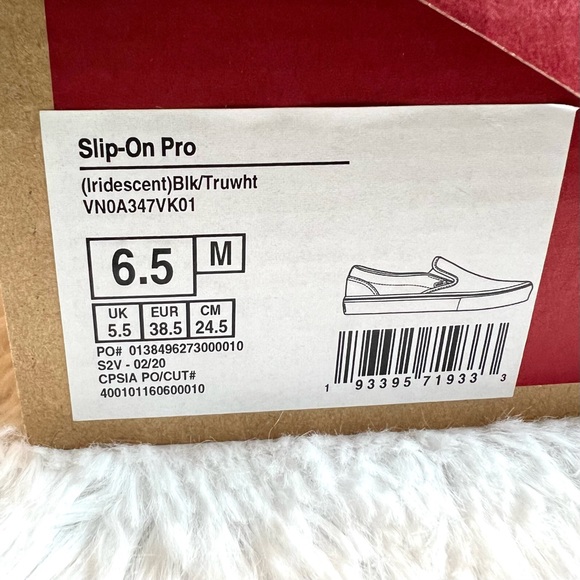 Slip-On Pro
(Iridescent)Blk/Truwht
VN0A347VK01
6.5 M
UK EUR CM
5.5 38.5 24.5
PO# 0138496273000010
S2V - 02/20
CPSIA PO/CUT#
400101160600010
1 93395 71933 3